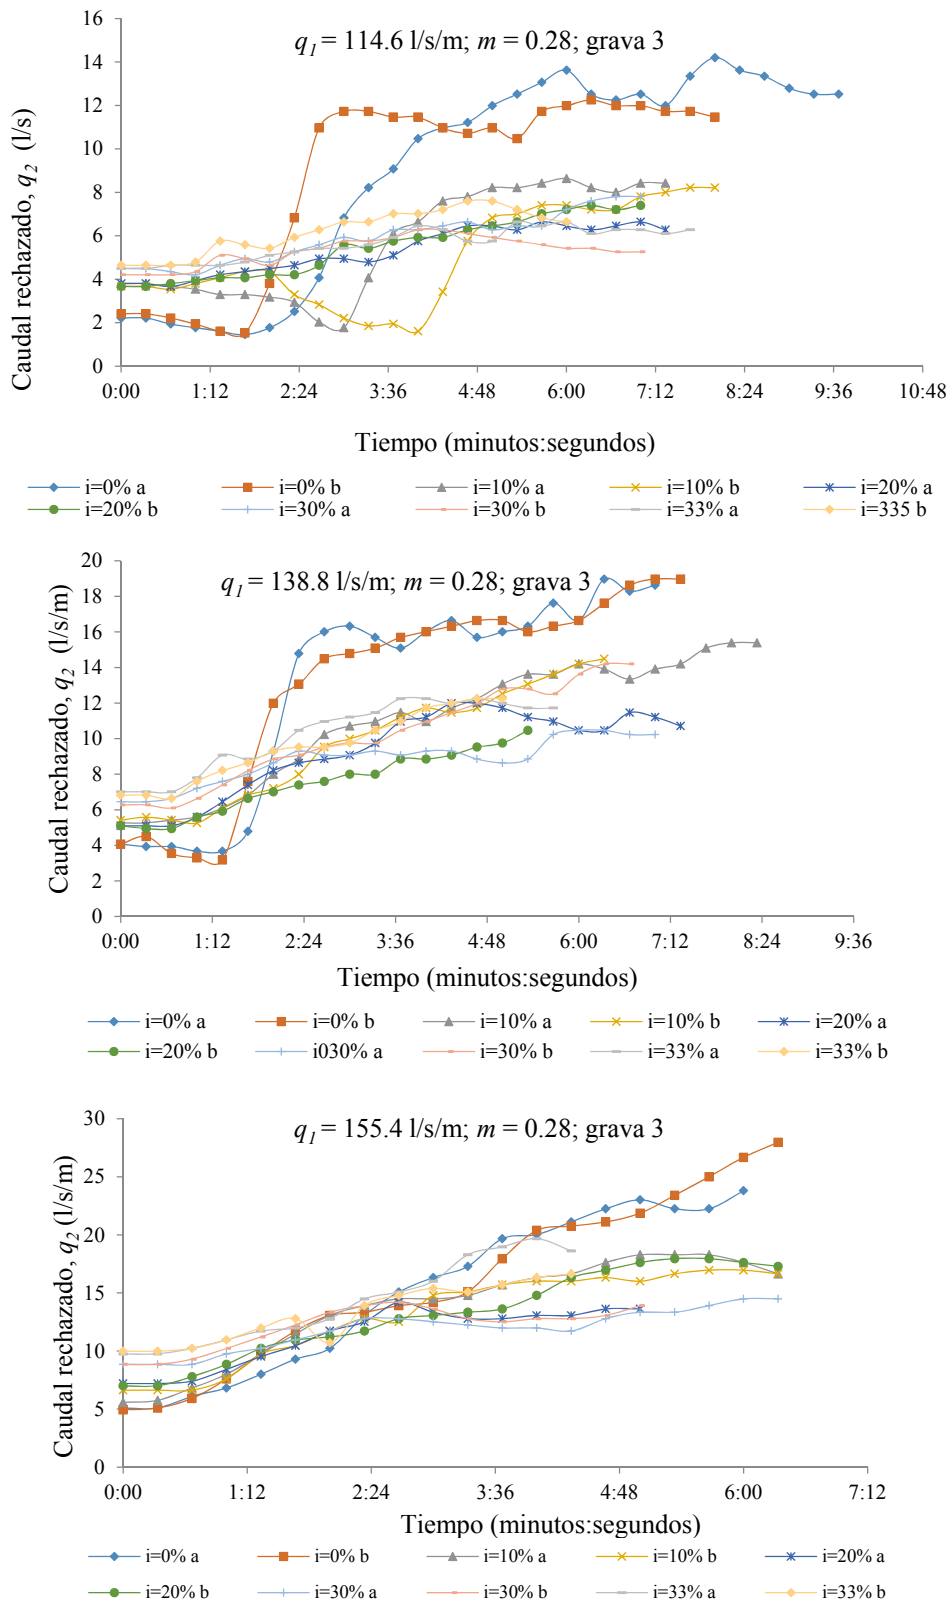 q1 = 114.6 l/s/m; m = 0.28; grava 3
Caudal rechazado, q2 (l/s)
16
14
12
10
8
6
4
2
0
0:00 1:12 2:24 3:36 4:48 6:00 7:12 8:24 9:36 10:48
Tiempo (minutos:segundos)
i=0% a i=0% b i=10% a i=10% b i=20% a
i=20% b i=30% a i=30% b i=33% a i=335 b
q1 = 138.8 l/s/m; m = 0.28; grava 3
Caudal rechazado, q2 (l/s/m)
20
18
16
14
12
10
8
6
4
2
0
0:00 1:12 2:24 3:36 4:48 6:00 7:12 8:24 9:36
Tiempo (minutos:segundos)
i=0% a i=0% b i=10% a i=10% b i=20% a
i=20% b i030% a i=30% b i=33% a i=33% b
q1 = 155.4 l/s/m; m = 0.28; grava 3
Caudal rechazado, q2 (l/s/m)
30
25
20
15
10
5
0
0:00 1:12 2:24 3:36 4:48 6:00 7:12
Tiempo (minutos:segundos)
i=0% a i=0% b i=10% a i=10% b i=20% a
i=20% b i=30% a i=30% b i=33% a i=33% b